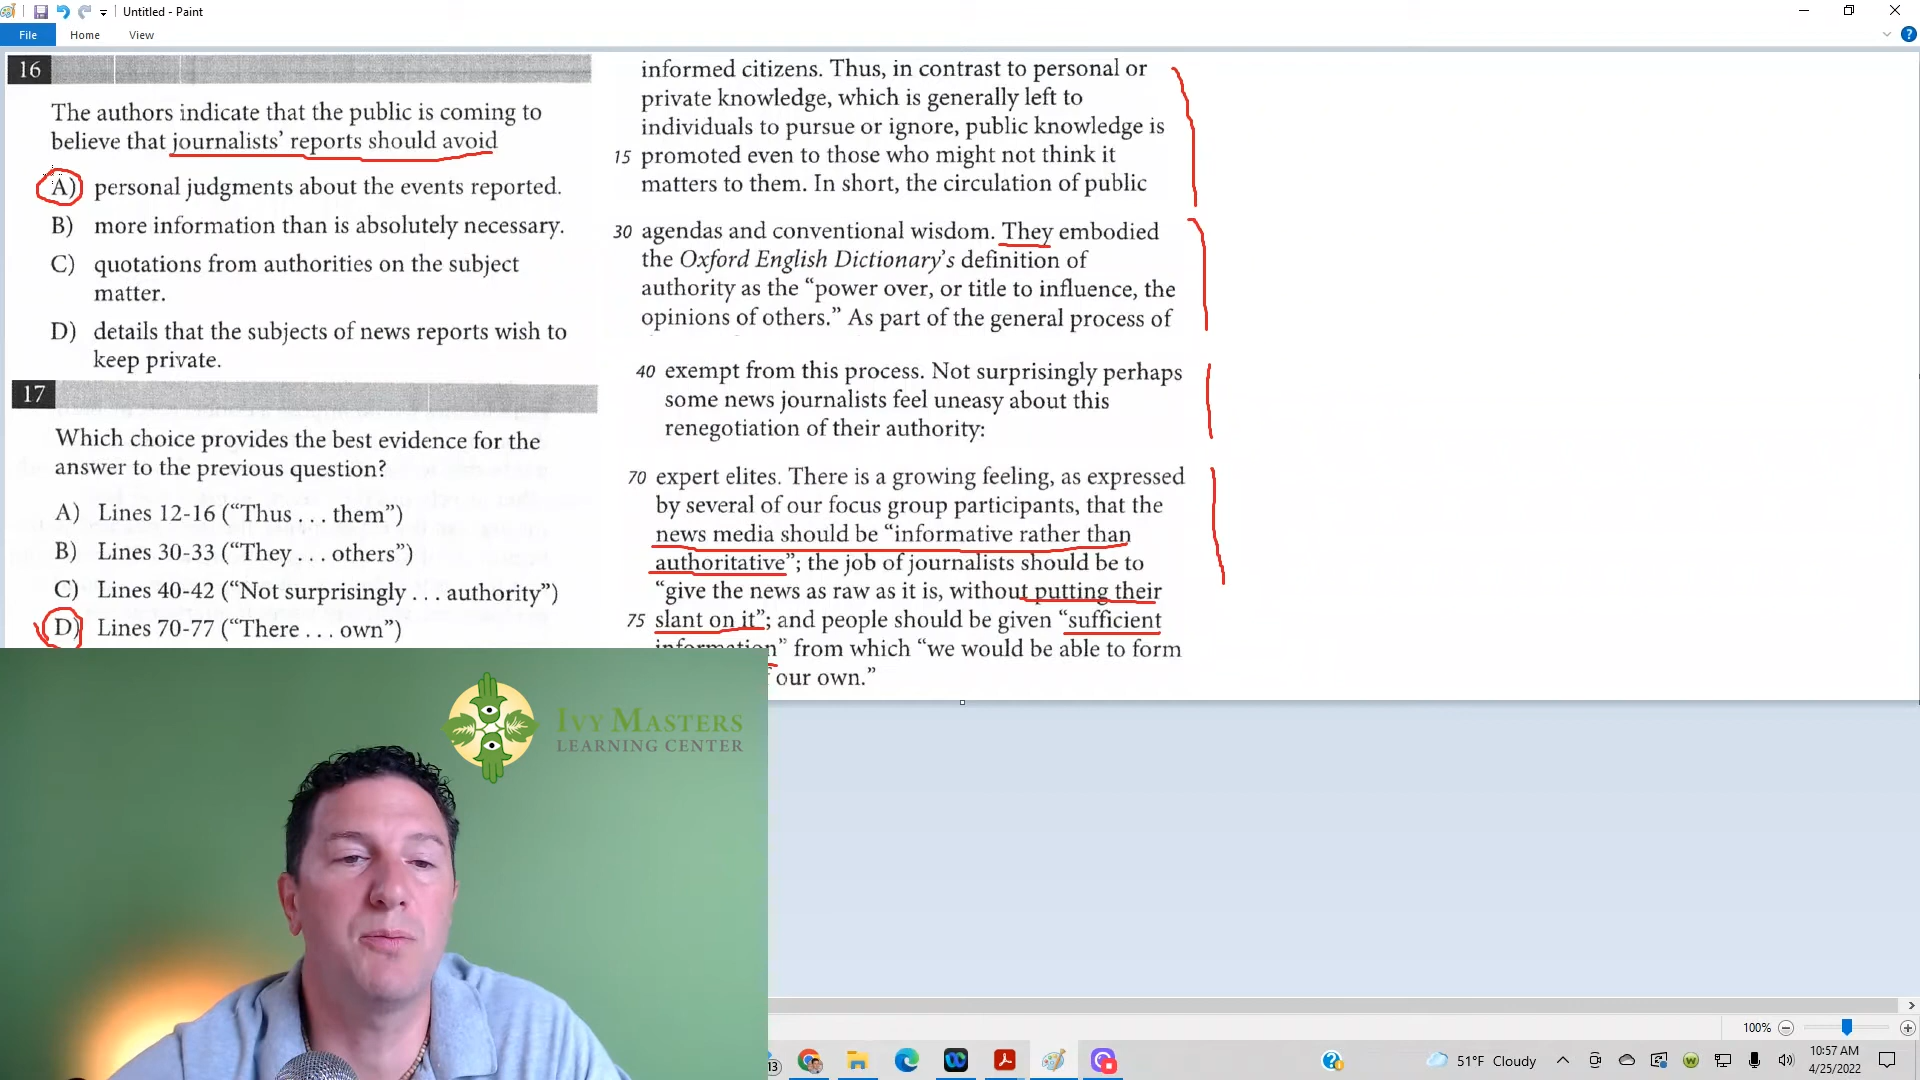 Untitled - Paint
File
Home
View
16
The authors indicate that the public is coming to
believe that journalists' reports should avoid
A) personal judgments about the events reported.
B) more information than is absolutely necessary.
C) quotations from authorities on the subject
matter.
D) details that the subjects of news reports wish to
keep private.
17
Which choice provides the best evidence for the
answer to the previous question?
A) Lines 12-16 (“Thus . . . them”)
B) Lines 30-33 (“They . . . others”)
C) Lines 40-42 (“Not surprisingly . . . authority”)
D) Lines 70-77 (“There . . . own”)
informed citizens. Thus, in contrast to personal or
private knowledge, which is generally left to
individuals to pursue or ignore, public knowledge is
15 promoted even to those who might not think it
matters to them. In short, the circulation of public
30 agendas and conventional wisdom. They embodied
the Oxford English Dictionary's definition of
authority as the “power over, or title to influence, the
opinions of others.” As part of the general process of
40 exempt from this process. Not surprisingly perhaps
some news journalists feel uneasy about this
renegotiation of their authority:
70 expert elites. There is a growing feeling, as expressed
by several of our focus group participants, that the
news media should be “informative rather than
authoritative”; the job of journalists should be to
“give the news as raw as it is, without putting their
75 slant on it”; and people should be given “sufficient
information” from which “we would be able to form
our own.”
IVY MASTERS
LEARNING CENTER
100%
13
51°F Cloudy
10:57 AM
4/25/2022